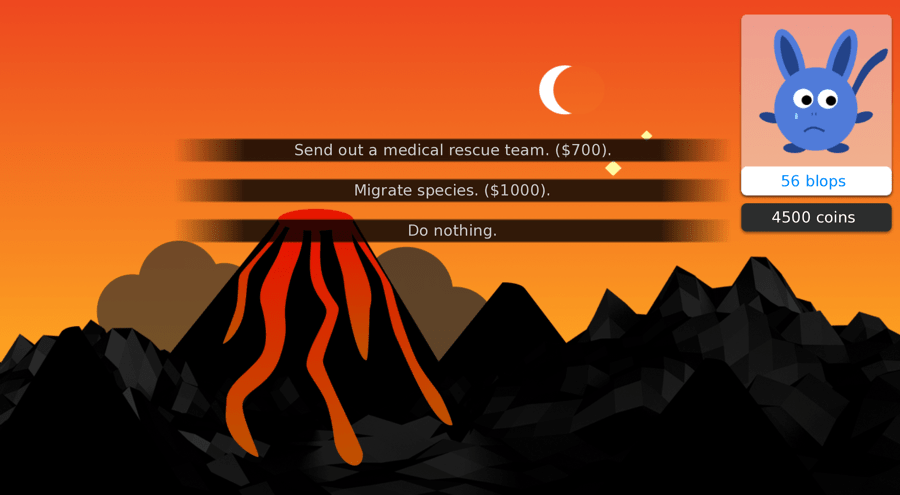 Send out a medical rescue team. ($700).
Migrate species. ($1000).
Do nothing.
56 blops
4500 coins